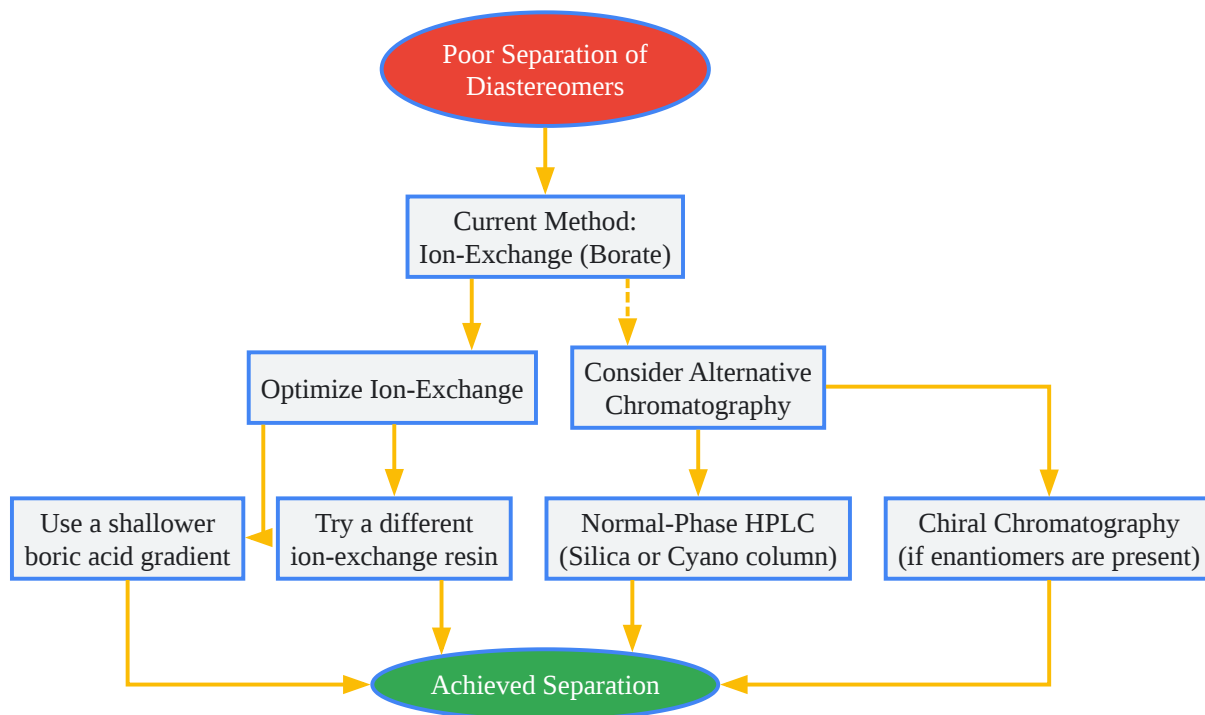 Poor Separation of
Diastereomers
Current Method:
Ion-Exchange (Borate)
Optimize Ion-Exchange
Consider Alternative
Chromatography
Use a shallower
boric acid gradient
Try a different
ion-exchange resin
Normal-Phase HPLC
(Silica or Cyano column)
Chiral Chromatography
(if enantiomers are present)
Achieved Separation